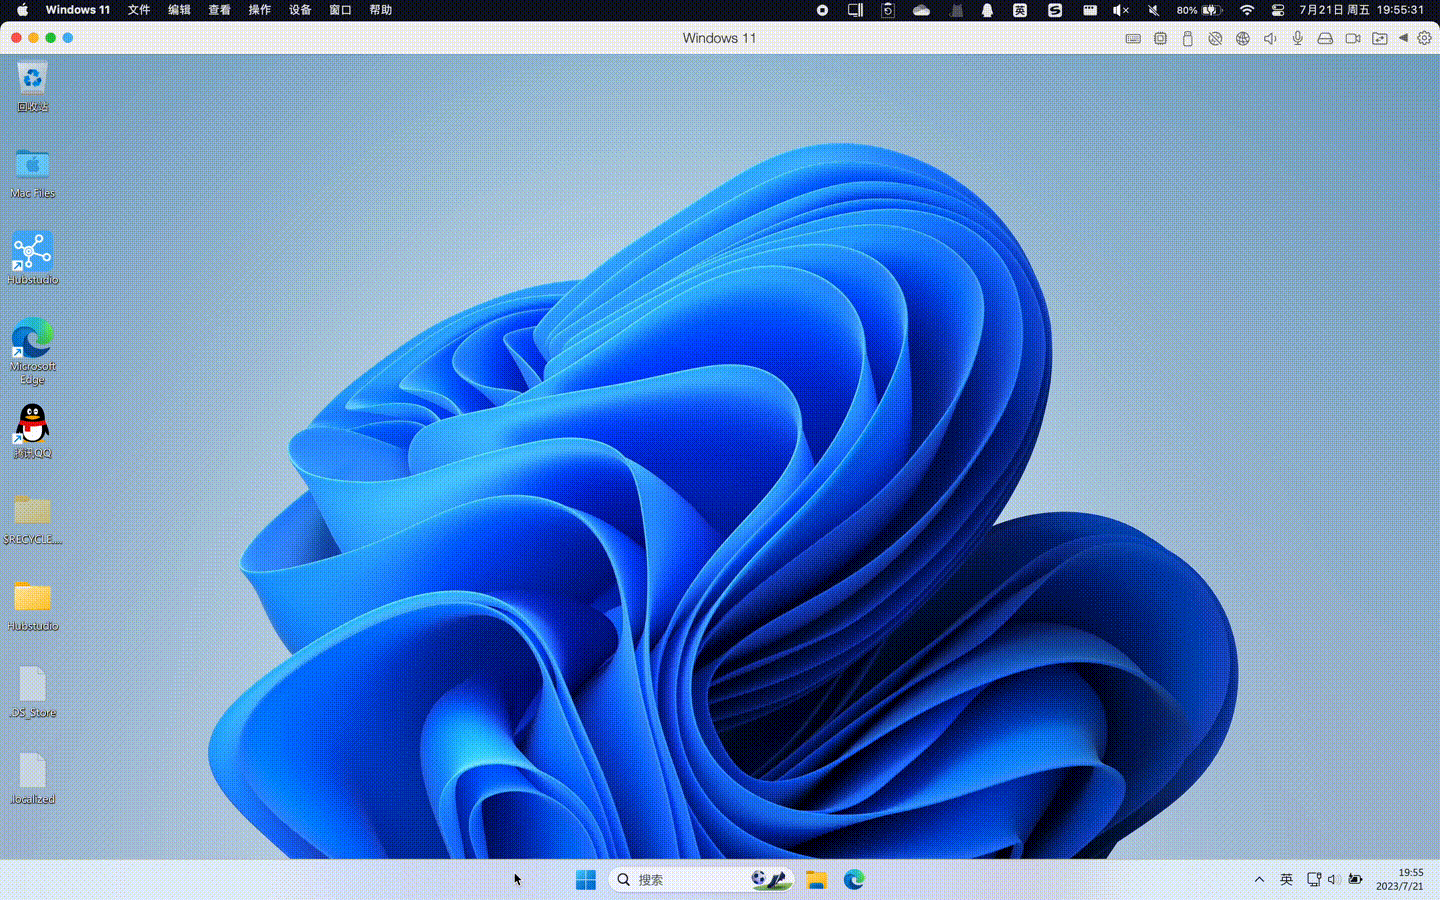 Windows 11 文件 编辑 查看 操作 设备 窗口 帮助 英 S 80% 7月21日 周五 19:55:31
Windows 11
回收站
Mac Files
Hubstudio
Microsoft
Edge
腾讯QQ
$RECYCLE....
Hubstudio
.DS_Store
.localized
搜索
英
19:55
2023/7/21